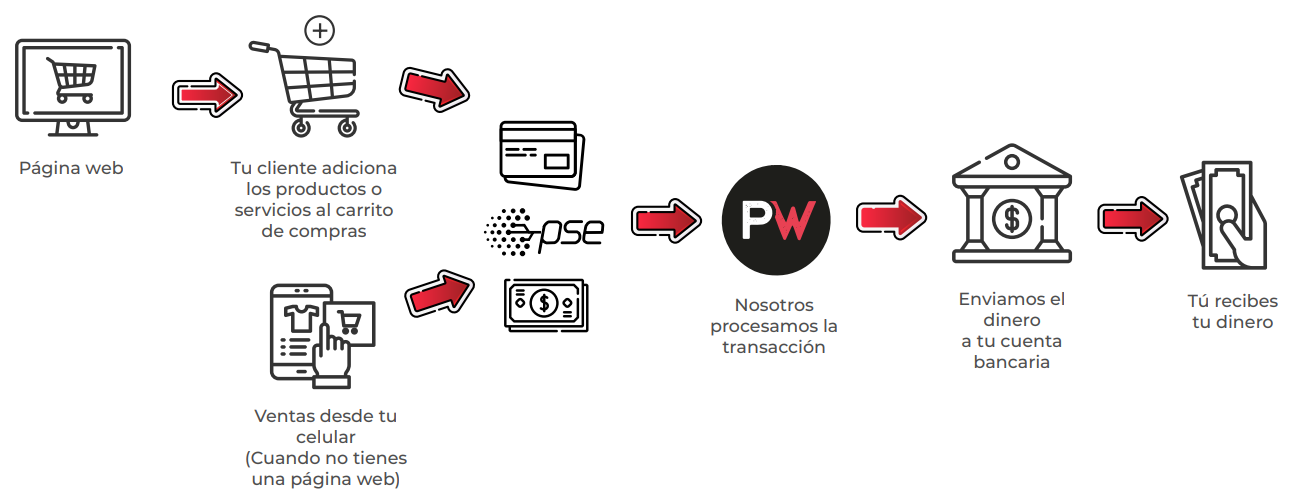 Página web
Tu cliente adiciona
los productos o
servicios al carrito
de compras
Ventas desde tu
celular
(Cuando no tienes
una página web)
pse
PW
Nosotros
procesamos la
transacción
Enviamos el
dinero
a tu cuenta
bancaria
Tú recibes
tu dinero